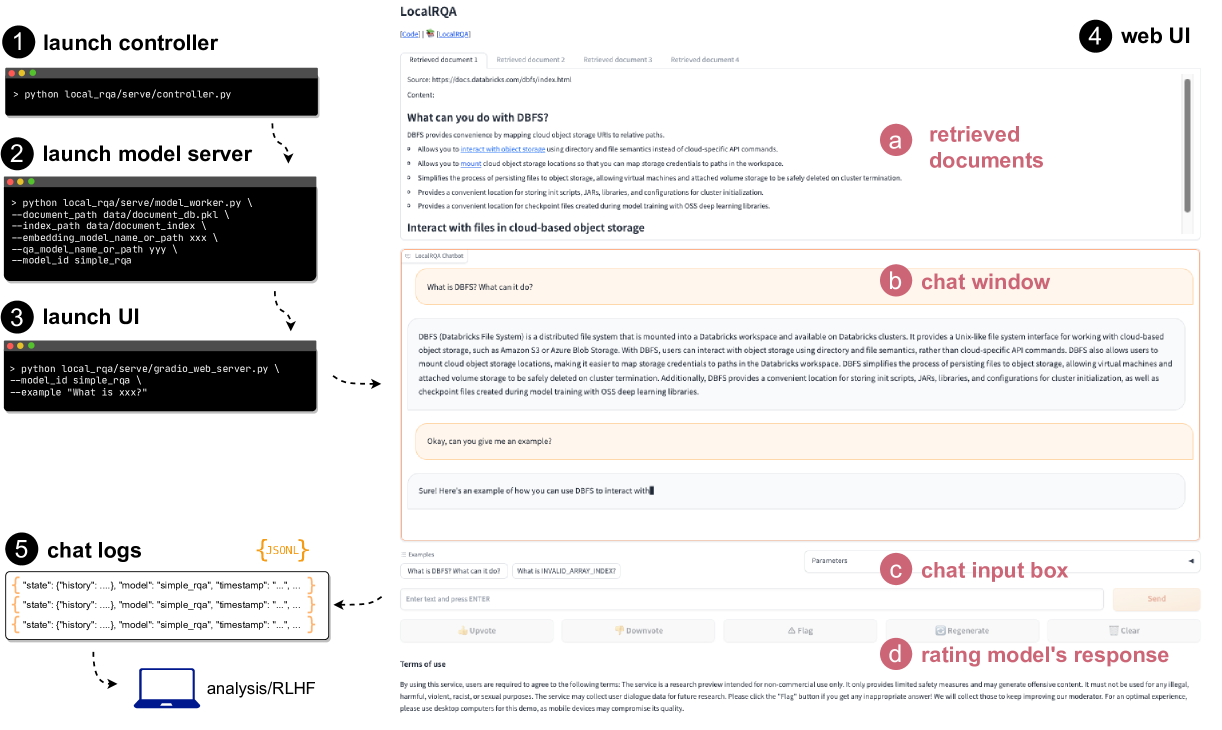 1 launch controller
> python local_rqa/serve/controller.py
2 launch model server
> python local_rqa/serve/model_worker.py \
--document_path data/document_db.pkl \
--index_path data/document_index \
--embedding_model_name_or_path xxx \
--qa_model_name_or_path yyy \
--model_id simple_rqa
3 launch UI
> python local_rqa/serve/gradio_web_server.py \
--model_id simple_rqa \
--example "What is xxx?"
4 web UI
LocalRQA
[Code] | [LocalRQA]
Retrieved document 1 Retrieved document 2 Retrieved document 3 Retrieved document 4
Source: https://docs.databricks.com/dbfs/index.html
Content:
What can you do with DBFS?
DBFS provides convenience by mapping cloud object storage URIs to relative paths.
Allows you to interact with object storage using directory and file semantics instead of cloud-specific API commands.
Allows you to mount cloud object storage locations so that you can map storage credentials to paths in the workspace.
Simplifies the process of persisting files to object storage, allowing virtual machines and attached volume storage to be safely deleted on cluster termination.
Provides a convenient location for storing init scripts, JARs, libraries, and configurations for cluster initialization.
Provides a convenient location for checkpoint files created during model training with OSS deep learning libraries.
Interact with files in cloud-based object storage
a retrieved
documents
LocalRQA Chatbot
b chat window
What is DBFS? What can it do?
DBFS (Databricks File System) is a distributed file system that is mounted into a Databricks workspace and available on Databricks clusters. It provides a Unix-like file system interface for working with cloud-based
object storage, such as Amazon S3 or Azure Blob Storage. With DBFS, users can interact with object storage using directory and file semantics, rather than cloud-specific API commands. DBFS also allows users to
mount cloud object storage locations, making it easier to map storage credentials to paths in the Databricks workspace. DBFS simplifies the process of persisting files to object storage, allowing virtual machines and
attached volume storage to be safely deleted on cluster termination. Additionally, DBFS provides a convenient location for storing init scripts, JARs, libraries, and configurations for cluster initialization, as well as
checkpoint files created during model training with OSS deep learning libraries.
Okay, can you give me an example?
Sure! Here's an example of how you can use DBFS to interact with
Examples
What is DBFS? What can it do? What is INVALID_ARRAY_INDEX?
Parameters
c chat input box
Enter text and press ENTER
Send
Upvote Downvote Flag Regenerate Clear
d rating model's response
Terms of use
By using this service, users are required to agree to the following terms: The service is a research preview intended for non-commercial use only. It only provides limited safety measures and may generate offensive content. It must not be used for any illegal,
harmful, violent, racist, or sexual purposes. The service may collect user dialogue data for future research. Please click the "Flag" button if you get any inappropriate answer! We will collect those to keep improving our moderator. For an optimal experience,
please use desktop computers for this demo, as mobile devices may compromise its quality.
5 chat logs
{JSONL}
{ "state": {"history": ....}, "model": "simple_rqa", "timestamp": "...", ... }
{ "state": {"history": ....}, "model": "simple_rqa", "timestamp": "...", ... }
{ "state": {"history": ....}, "model": "simple_rqa", "timestamp": "...", ... }
analysis/RLHF